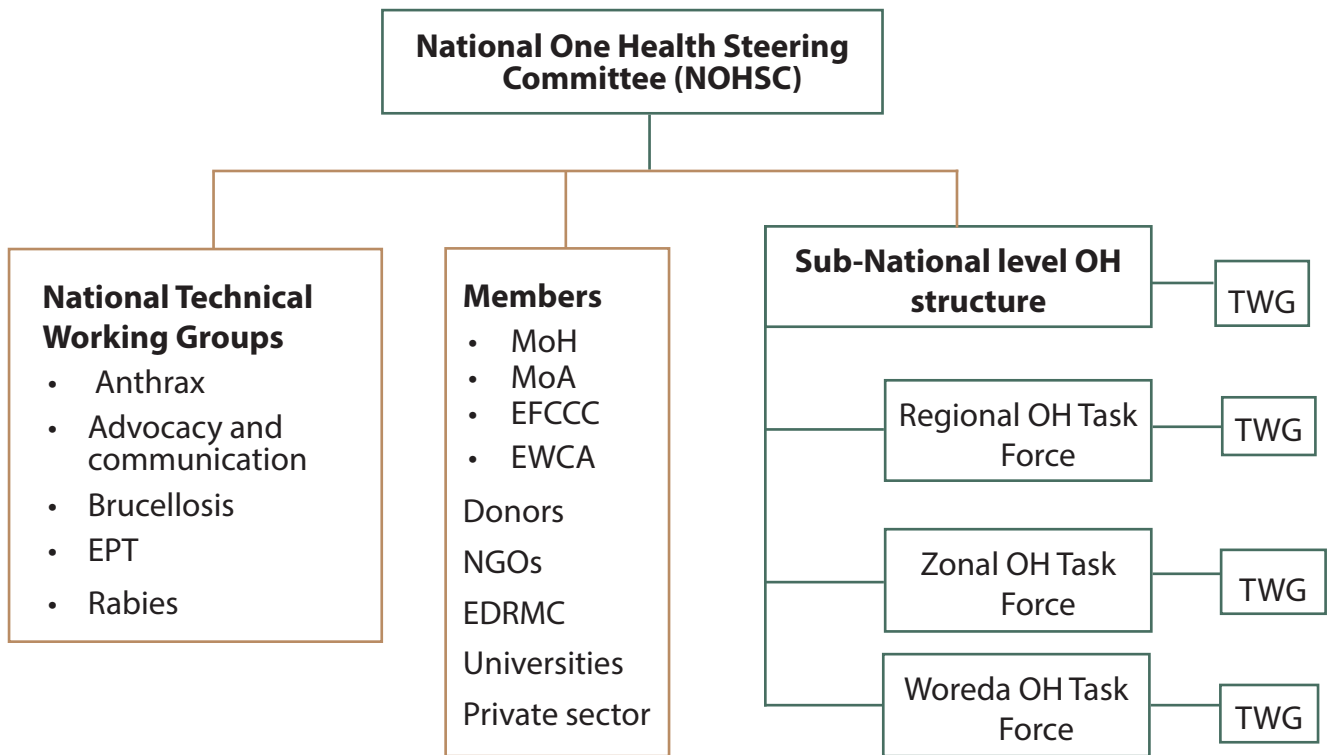 National One Health Steering
Committee (NOHSC)
National Technical
Working Groups
• Anthrax
• Advocacy and
communication
• Brucellosis
• EPT
• Rabies
Members
• MoH
• MoA
• EFCCC
• EWCA
Donors
NGOs
EDRMC
Universities
Private sector
Sub-National level OH
structure
TWG
Regional OH Task
Force
TWG
Zonal OH Task
Force
TWG
Woreda OH Task
Force
TWG